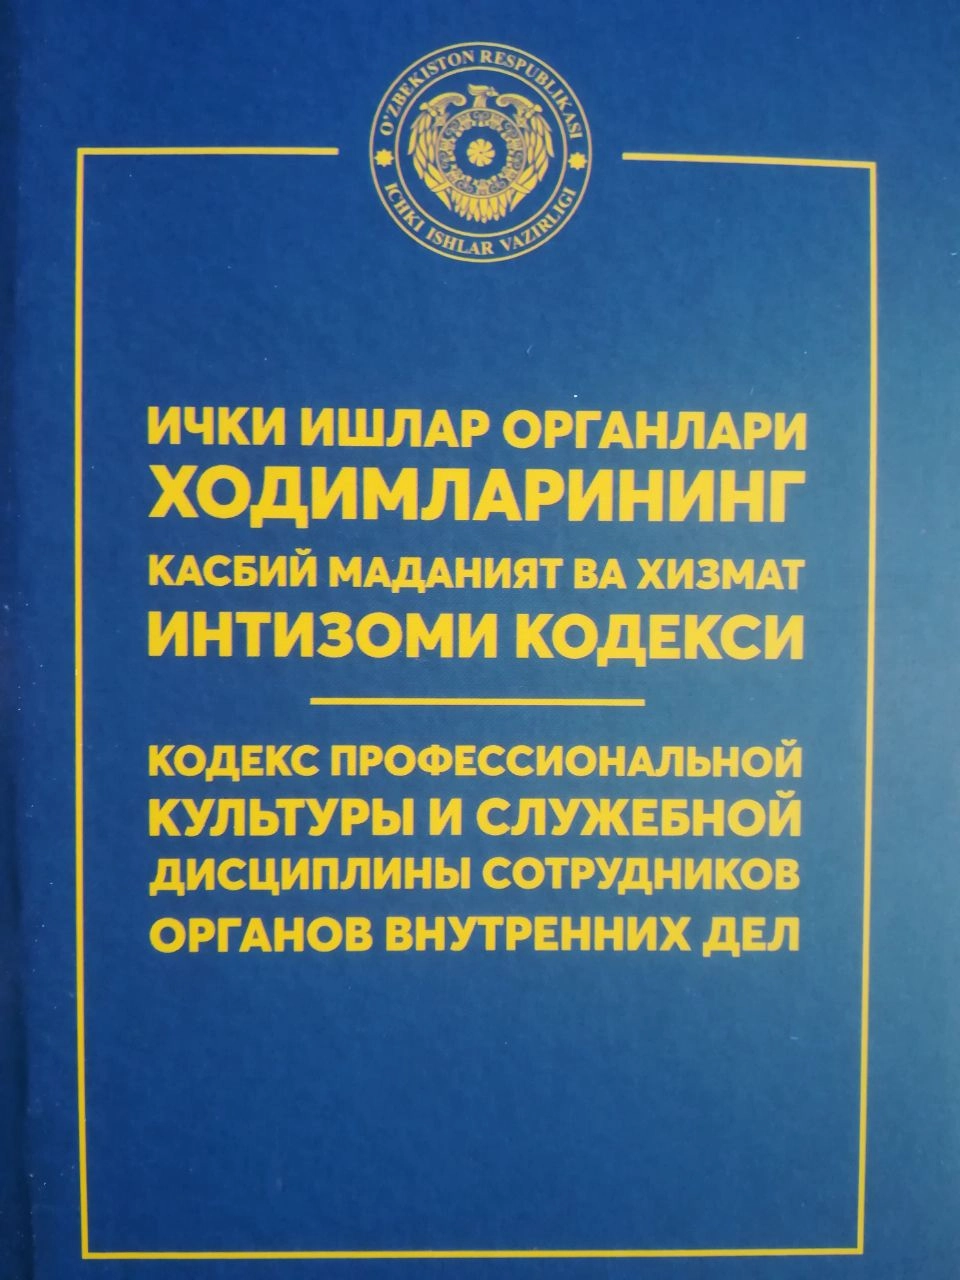 O'ZBEKISTON RESPUBLIKASI
ICHKI ISHLAR VAZIRLIGI
ИЧКИ ИШЛАР ОРГАНЛАРИ
ХОДИМЛАРИНИНГ
КАСБИЙ МАДАНИЯТ ВА ХИЗМАТ
ИНТИЗОМИ КОДЕКСИ
КОДЕКС ПРОФЕССИОНАЛЬНОЙ
КУЛЬТУРЫ И СЛУЖЕБНОЙ
ДИСЦИПЛИНЫ СОТРУДНИКОВ
ОРГАНОВ ВНУТРЕННИХ ДЕЛ